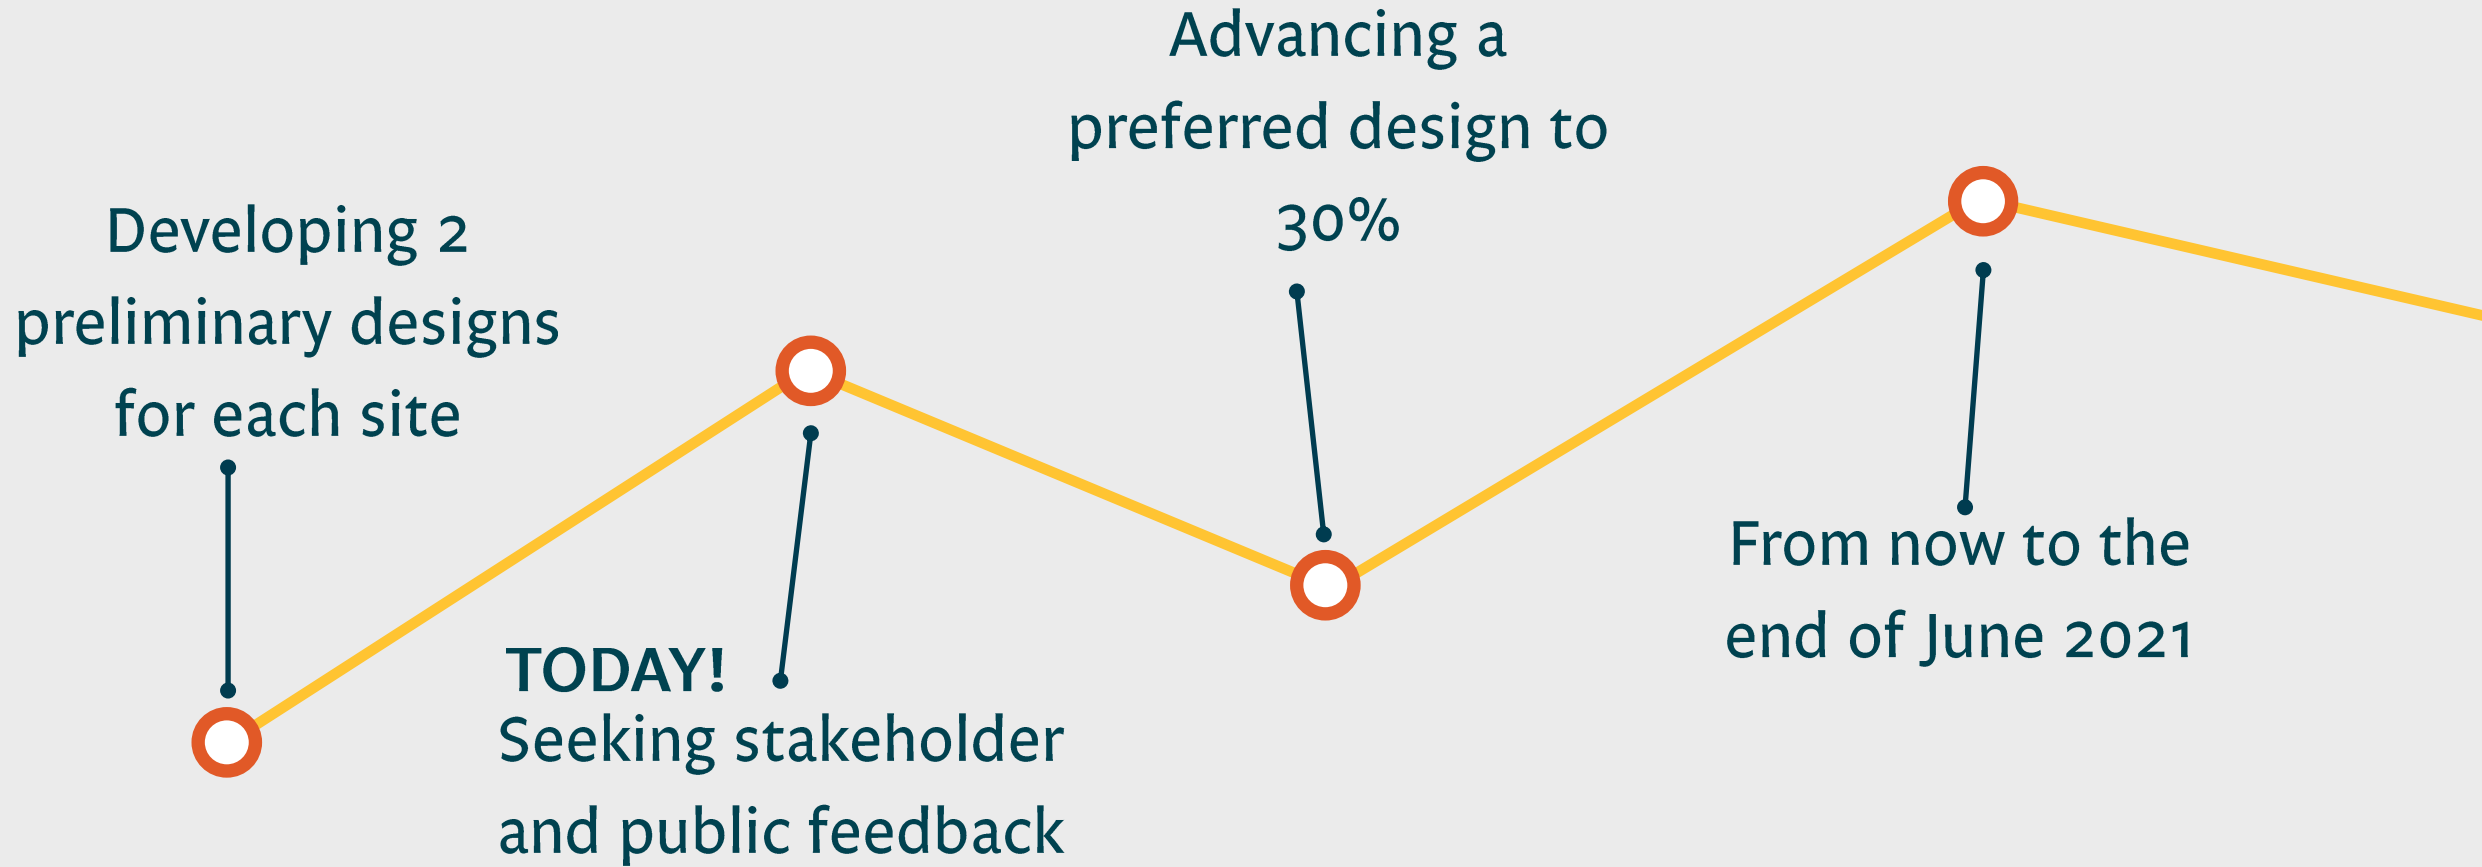 Developing 2
preliminary designs
for each site
TODAY!
Seeking stakeholder
and public feedback
Advancing a
preferred design to
30%
From now to the
end of June 2021